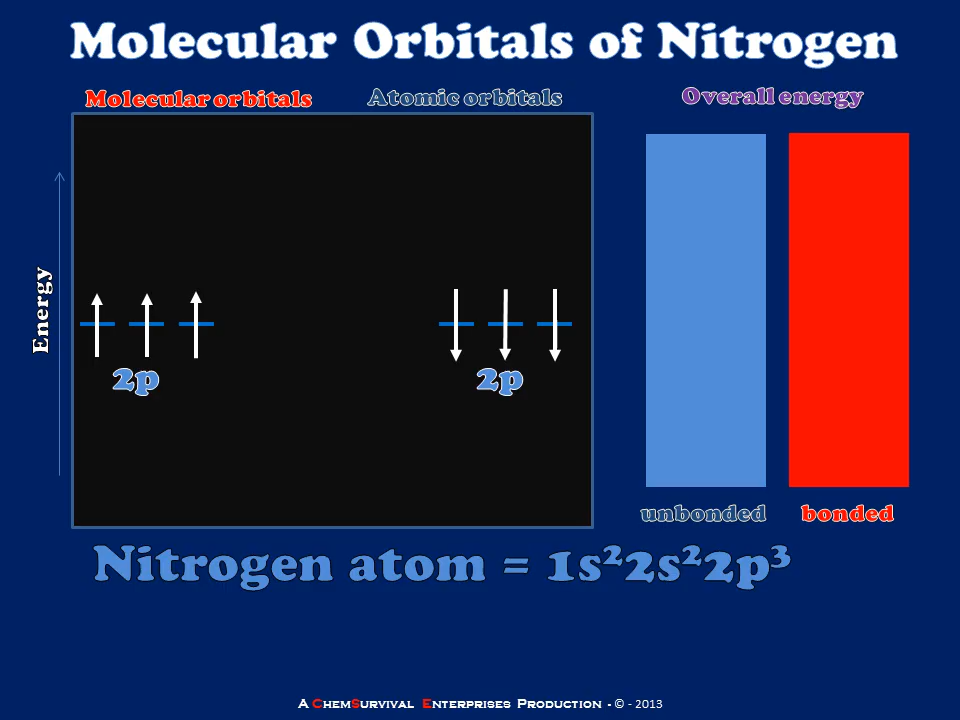 Molecular Orbitals of Nitrogen
Molecular orbitals
Atomic orbitals
Overall energy
Energy
2p
2p
unbonded
bonded
Nitrogen atom = 1s²2s²2p³
A ChemSurvival Enterprises Production - © - 2013